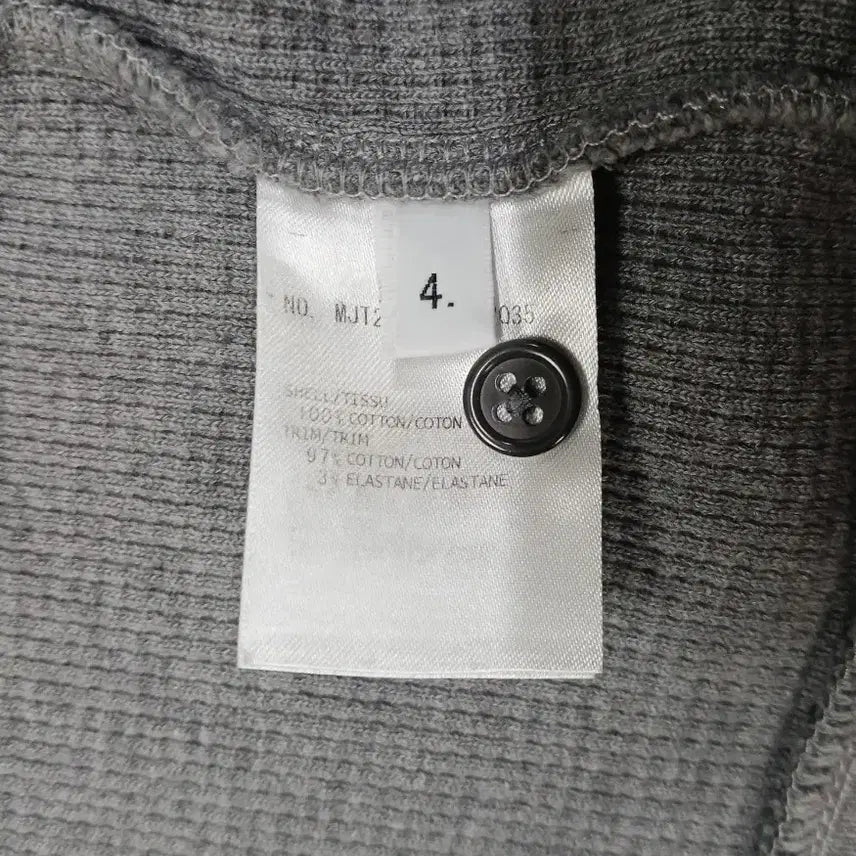 4.
NO. MJT2 035
SHELL/TISSU
100% COTTON/COTON
TRIM/TRIM
97% COTTON/COTON
3% ELASTANE/ELASTANE